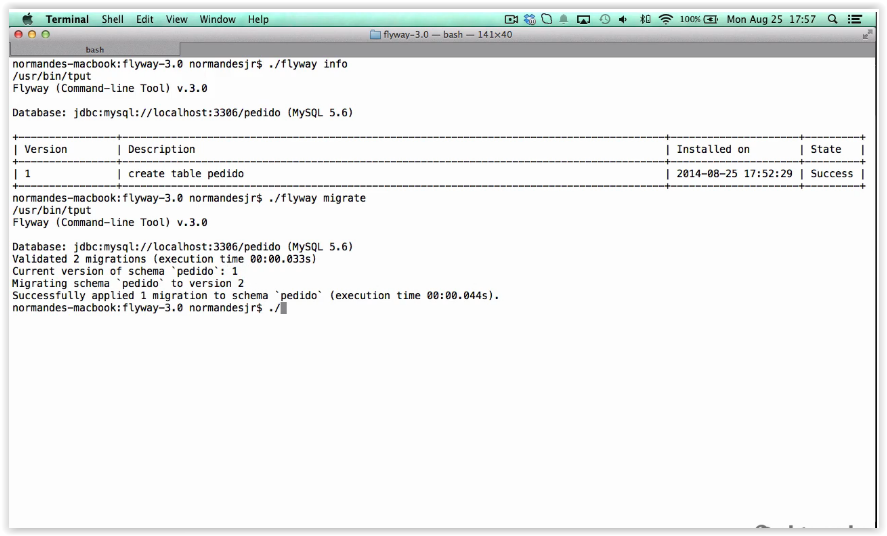 Terminal Shell Edit View Window Help 100% Mon Aug 25 17:57
flyway-3.0 — bash — 141×40
bash
normandes-macbook:flyway-3.0 normandesjr$ ./flyway info
/usr/bin/tput
Flyway (Command-line Tool) v.3.0
Database: jdbc:mysql://localhost:3306/pedido (MySQL 5.6)
+----------------+----------------------------------------------------------------------------+---------------------+---------+
| Version | Description | Installed on | State |
+----------------+----------------------------------------------------------------------------+---------------------+---------+
| 1 | create table pedido | 2014-08-25 17:52:29 | Success |
+----------------+----------------------------------------------------------------------------+---------------------+---------+
normandes-macbook:flyway-3.0 normandesjr$ ./flyway migrate
/usr/bin/tput
Flyway (Command-line Tool) v.3.0
Database: jdbc:mysql://localhost:3306/pedido (MySQL 5.6)
Validated 2 migrations (execution time 00:00.033s)
Current version of schema `pedido`: 1
Migrating schema `pedido` to version 2
Successfully applied 1 migration to schema `pedido` (execution time 00:00.044s).
normandes-macbook:flyway-3.0 normandesjr$ ./